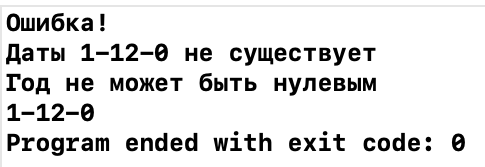 Ошибка!
Даты 1-12-0 не существует
Год не может быть нулевым
1-12-0
Program ended with exit code: 0